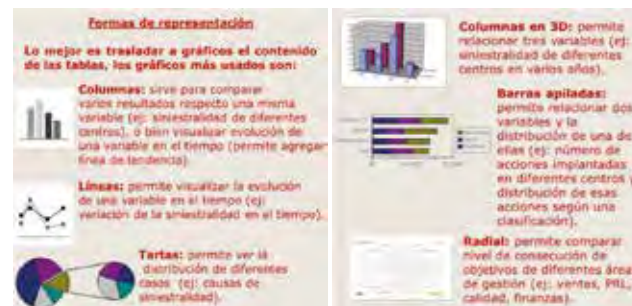 Formas de representación
Lo mejor es trasladar a gráficos el contenido
de las tablas, los gráficos más usados son:
Columnas: sirve para comparar
varios resultados respecto una misma
variable (ej: siniestralidad de diferentes
centros), o bien visualizar evolución de
una variable en el tiempo (permite agregar
línea de tendencia).
Líneas: permite visualizar la evolución
de una variable en el tiempo (ej:
variación de la siniestralidad en el tiempo).
Tartas: permite ver la
distribución de diferentes
casos (ej: causas de
siniestralidad).
Columnas en 3D: permite
relacionar tres variables (ej:
siniestralidad de diferentes
centros en varios años).
Barras apiladas:
permite relacionar dos
variables y la
distribución de una de
ellas (ej: número de
acciones implantadas
en diferentes centros y
distribución de esas
acciones según una
clasificación).
Radial: permite comparar
nivel de consecución de
objetivos de diferentes área
de gestión (ej: ventas, PRL,
calidad, finanzas).